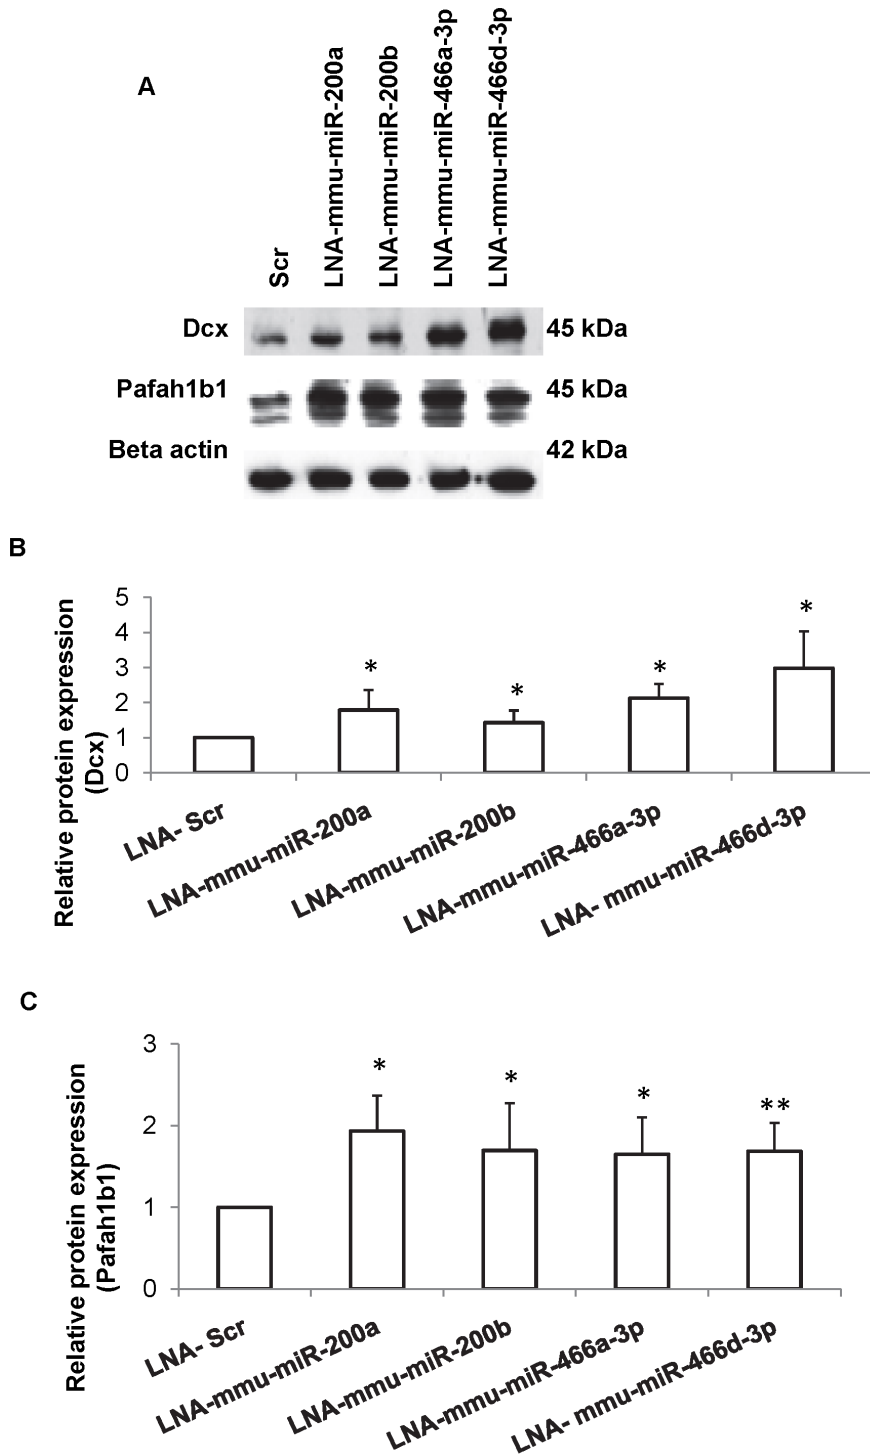 A
Scr
LNA-mmu-miR-200a
LNA-mmu-miR-200b
LNA-mmu-miR-466a-3p
LNA-mmu-miR-466d-3p
Dcx
45 kDa
Pafah1b1
45 kDa
Beta actin
42 kDa
B
Relative protein expression
(Dcx)
5
4
3
2
1
0
*
*
*
*
LNA- Scr
LNA-mmu-miR-200a
LNA-mmu-miR-200b
LNA-mmu-miR-466a-3p
LNA- mmu-miR-466d-3p
C
Relative protein expression
(Pafah1b1)
3
2
1
0
*
*
*
**
LNA- Scr
LNA-mmu-miR-200a
LNA-mmu-miR-200b
LNA-mmu-miR-466a-3p
LNA- mmu-miR-466d-3p